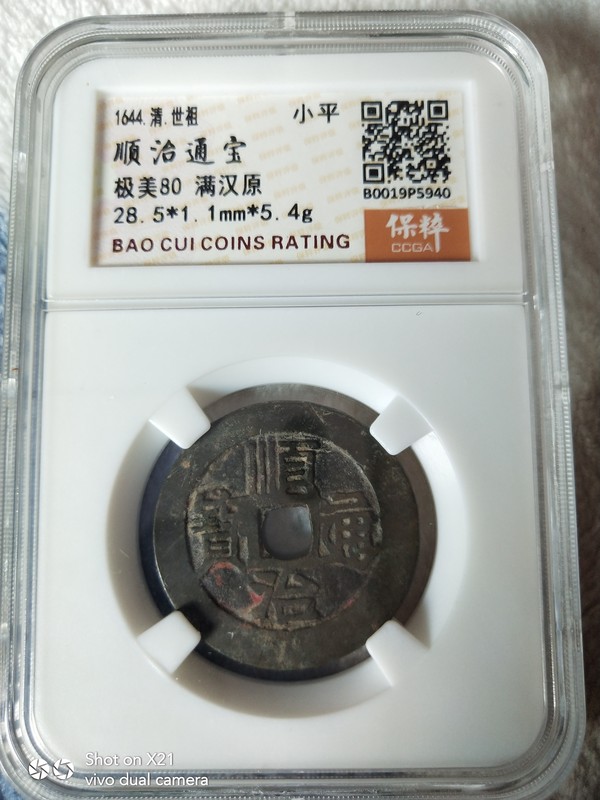 1644.清.世祖
小平
顺治通宝
极美80 满汉原
28.5*1.1mm*5.4g
BAO CUI COINS RATING
B0019P5940
保粹
CCGA
順
治
通
寳
Shot on X21
vivo dual camera